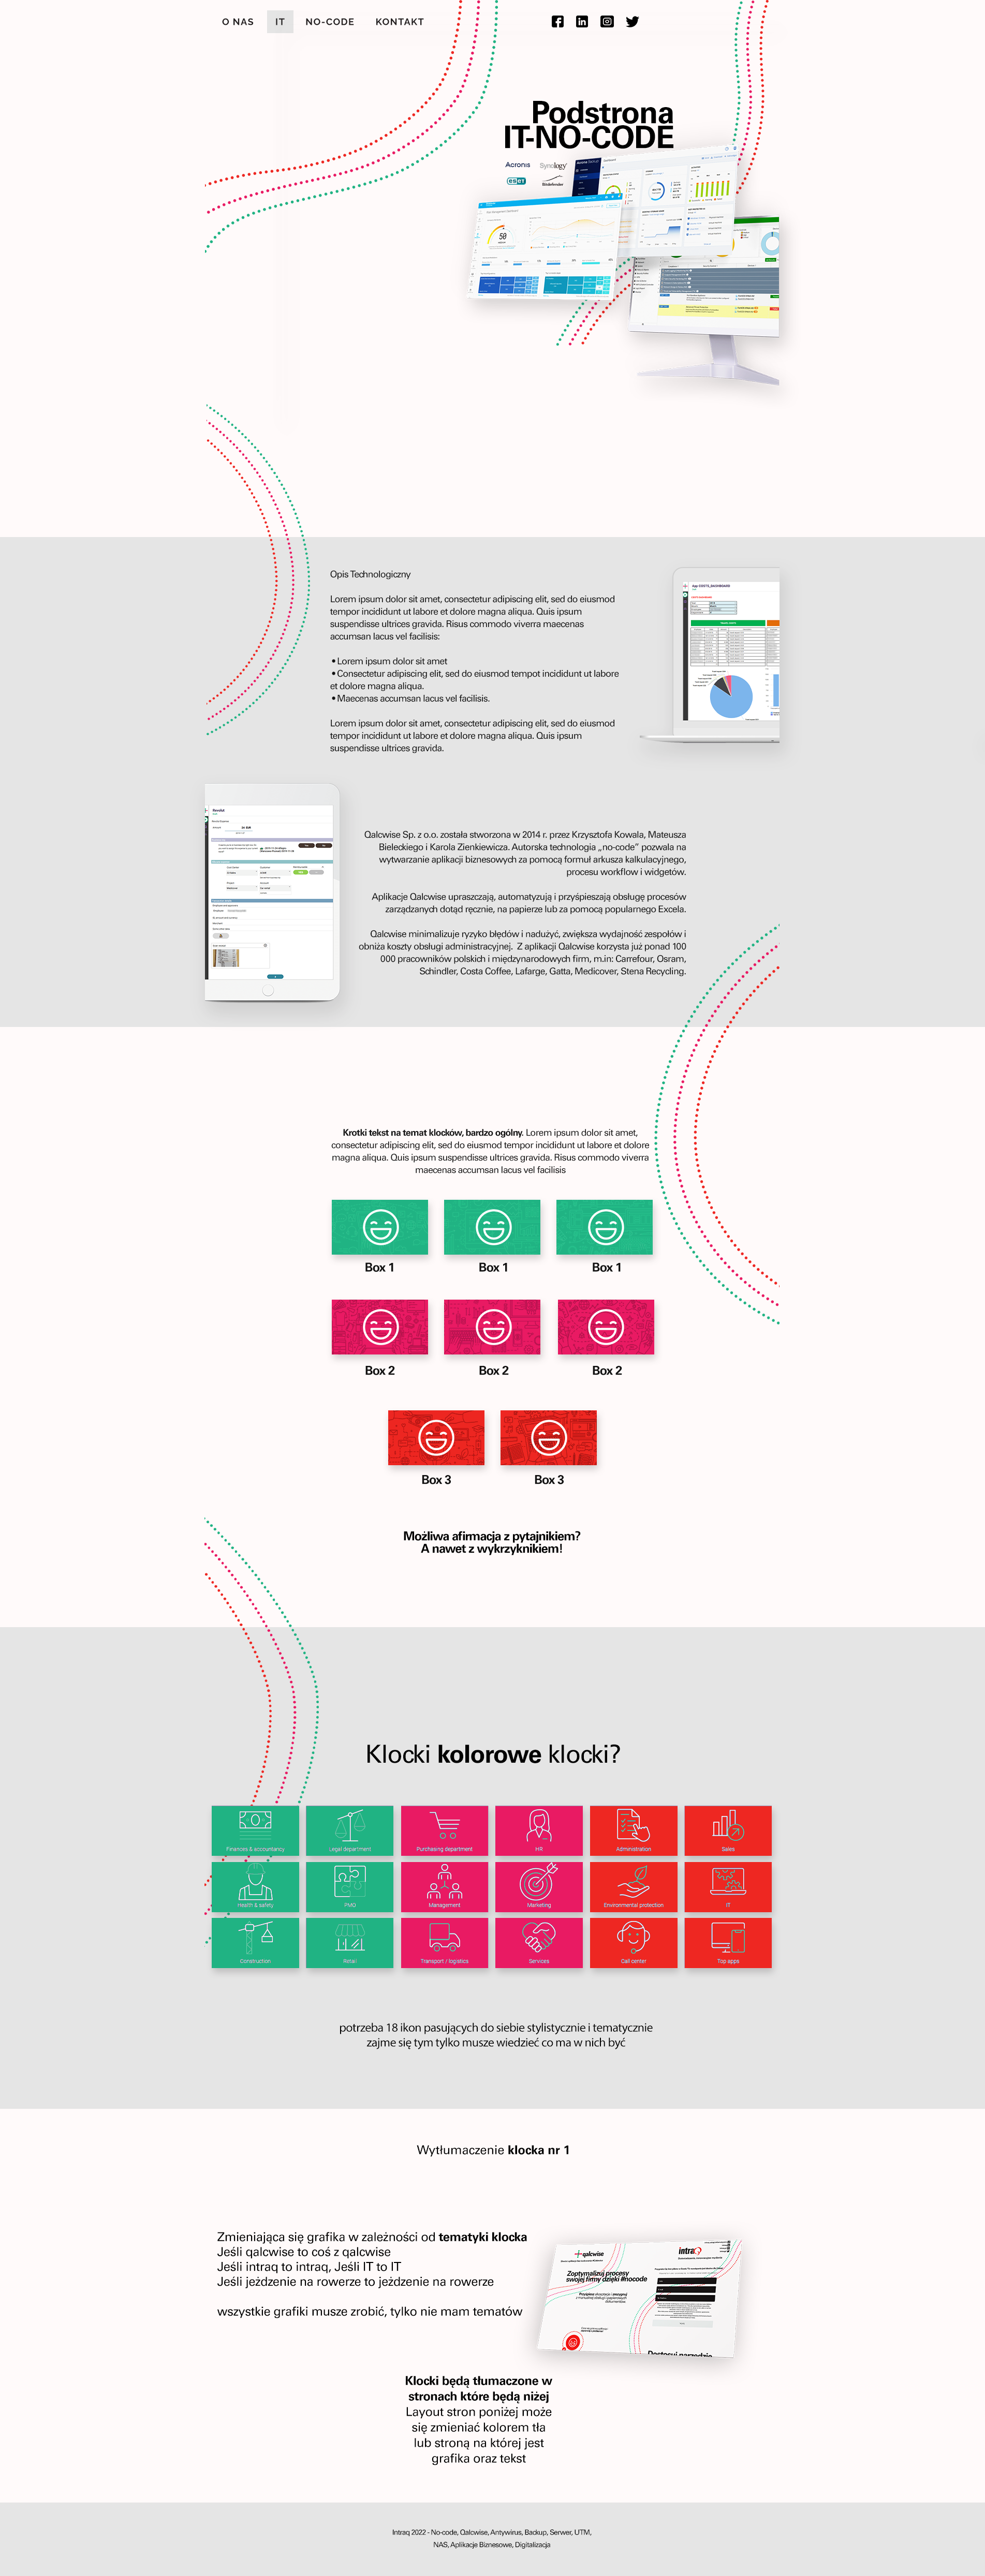 O NAS
IT
NO-CODE
KONTAKT
Podstrona
IT-NO-CODE
Acronis
Synology
eset
Bitdefender
50
Opis Technologiczny
Lorem ipsum dolor sit amet, consectetur adipiscing elit, sed do eiusmod
tempor incididunt ut labore et dolore magna aliqua. Quis ipsum
suspendisse ultrices gravida. Risus commodo viverra maecenas
accumsan lacus vel facilisis:
• Lorem ipsum dolor sit amet
• Consectetur adipiscing elit, sed do eiusmod tempot incididunt ut labore
et dolore magna aliqua.
• Maecenas accumsan lacus vel facilisis.
Lorem ipsum dolor sit amet, consectetur adipiscing elit, sed do eiusmod
tempor incididunt ut labore et dolore magna aliqua. Quis ipsum
suspendisse ultrices gravida.
Qalcwise Sp. z o.o. została stworzona w 2014 r. przez Krzysztofa Kowala, Mateusza
Bieleckiego i Karola Zienkiewicza. Autorska technologia „no-code” pozwala na
wytwarzanie aplikacji biznesowych za pomocą formuł arkusza kalkulacyjnego,
procesu workflow i widgetów.
Aplikacje Qalcwise upraszczają, automatyzują i przyśpieszają obsługę procesów
zarządzanych dotąd ręcznie, na papierze lub za pomocą popularnego Excela.
Qalcwise minimalizuje ryzyko błędów i nadużyć, zwiększa wydajność zespołów i
obniża koszty obsługi administracyjnej. Z aplikacji Qalcwise korzysta już ponad 100
000 pracowników polskich i międzynarodowych firm, m.in: Carrefour, Osram,
Schindler, Costa Coffee, Lafarge, Gatta, Medicover, Stena Recycling.
Krotki tekst na temat klocków, bardzo ogólny. Lorem ipsum dolor sit amet,
consectetur adipiscing elit, sed do eiusmod tempor incididunt ut labore et dolore
magna aliqua. Quis ipsum suspendisse ultrices gravida. Risus commodo viverra
maecenas accumsan lacus vel facilisis
Box 1
Box 1
Box 1
Box 2
Box 2
Box 2
Box 3
Box 3
Możliwa afirmacja z pytajnikiem?
A nawet z wykrzyknikiem!
Klocki kolorowe klocki?
Finances & accountancy
Legal department
Purchasing department
HR
Administration
Sales
Health & safety
PMO
Management
Marketing
Environmental protection
IT
Construction
Retail
Transport / logistics
Services
Call center
Top apps
potrzeba 18 ikon pasujących do siebie stylistycznie i tematycznie
zajme się tym tylko musze wiedzieć co ma w nich być
Wytłumaczenie klocka nr 1
Zmieniająca się grafika w zależności od tematyki klocka
Jeśli qalcwise to coś z qalcwise
Jeśli intraq to intraq, Jeśli IT to IT
Jeśli jeżdzenie na rowerze to jeżdzenie na rowerze
wszystkie grafiki musze zrobić, tylko nie mam tematów
qalcwise
intraQ
Zoptymalizuj procesy
swojej firmy dzięki #nocode
Dostosuj narzędzie
Klocki będą tłumaczone w
stronach które będą niżej
Layout stron poniżej może
się zmieniać kolorem tła
lub stroną na której jest
grafika oraz tekst
Intraq 2022 - No-code, Qalcwise, Antywirus, Backup, Serwer, UTM,
NAS, Aplikacje Biznesowe, Digitalizacja